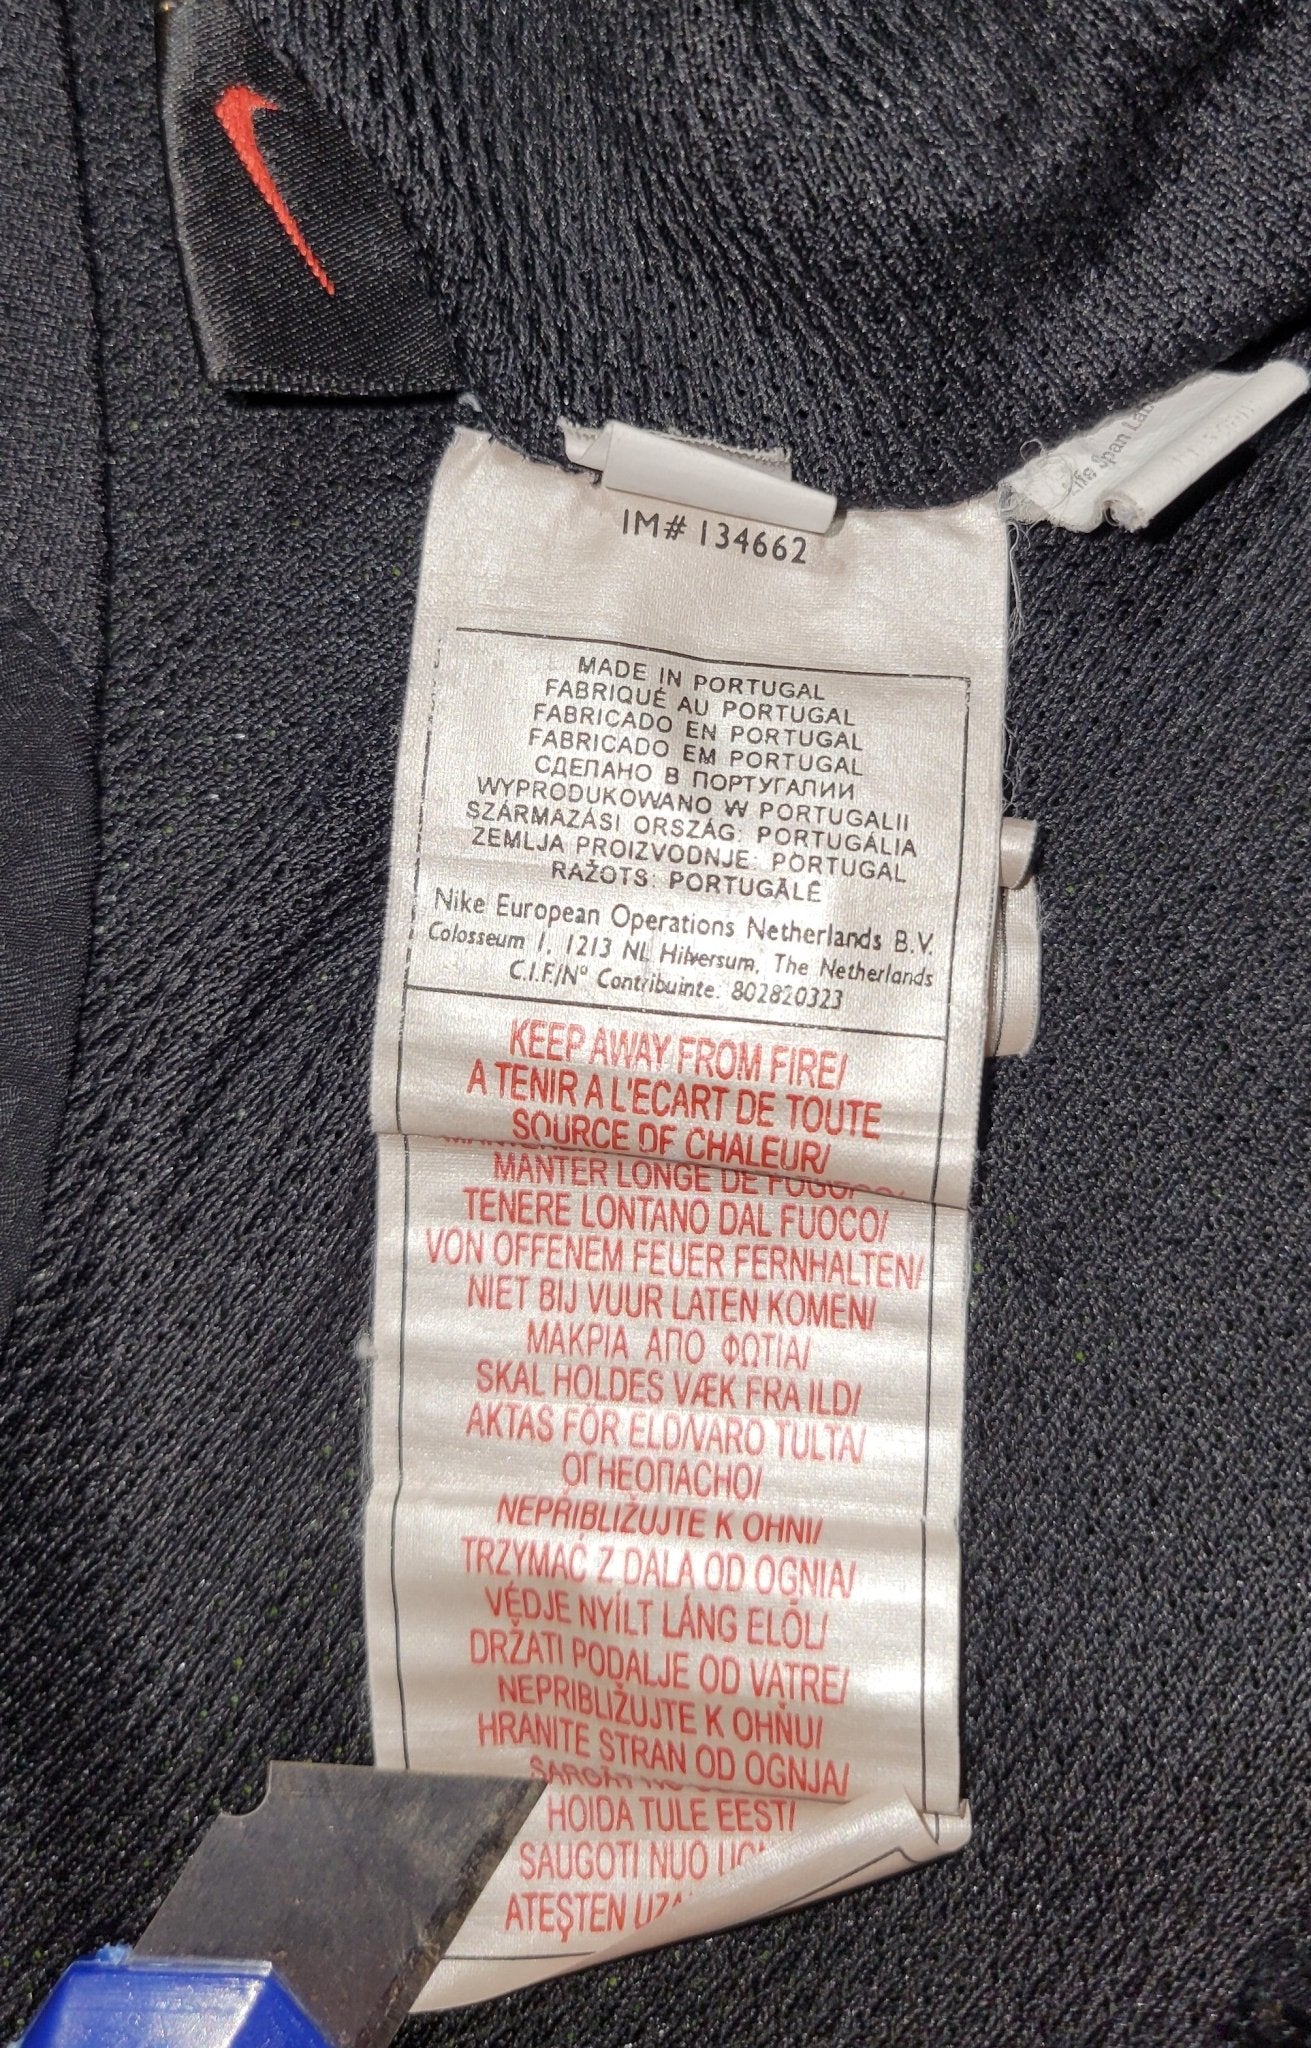 Life Span Lab
IM# 134662
MADE IN PORTUGAL
FABRIQUÉ AU PORTUGAL
FABRICADO EN PORTUGAL
FABRICADO EM PORTUGAL
СДЕЛАНО В ПОРТУГАЛИИ
WYPRODUKOWANO W PORTUGALII
SZÁRMAZÁSI ORSZÁG: PORTUGÁLIA
ZEMLJA PROIZVODNJE: PORTUGAL
RAŽOTS: PORTUGĀLĒ
Nike European Operations Netherlands B.V.
Colosseum 1, 1213 NL Hilversum, The Netherlands
C.I.F./Nº Contribuinte: 802820323
KEEP AWAY FROM FIRE/
A TENIR A L'ECART DE TOUTE
SOURCE DE CHALEUR/
MANTER LONGE DE
TENERE LONTANO DAL FUOCO/
VON OFFENEM FEUER FERNHALTEN/
NIET BIJ VUUR LATEN KOMEN/
ΜΑΚΡΙΑ ΑΠΟ ΦΩΤΙΑ/
SKAL HOLDES VÆK FRA ILD/
AKTAS FÖR ELD/VARO TULTA/
ОГНЕОПАСНО/
NEPŘIBLIŽUJTE K OHNI/
TRZYMAĆ Z DALA OD OGNIA/
VÉDJE NYÍLT LÁNG ELŐL/
DRŽATI PODALJE OD VATRE/
NEPRIBLIŽUJTE K OHŇU/
HRANITE STRAN OD OGNJA/
HOIDA TULE EEST/
SAUGOTI NUO
ATEŞTEN